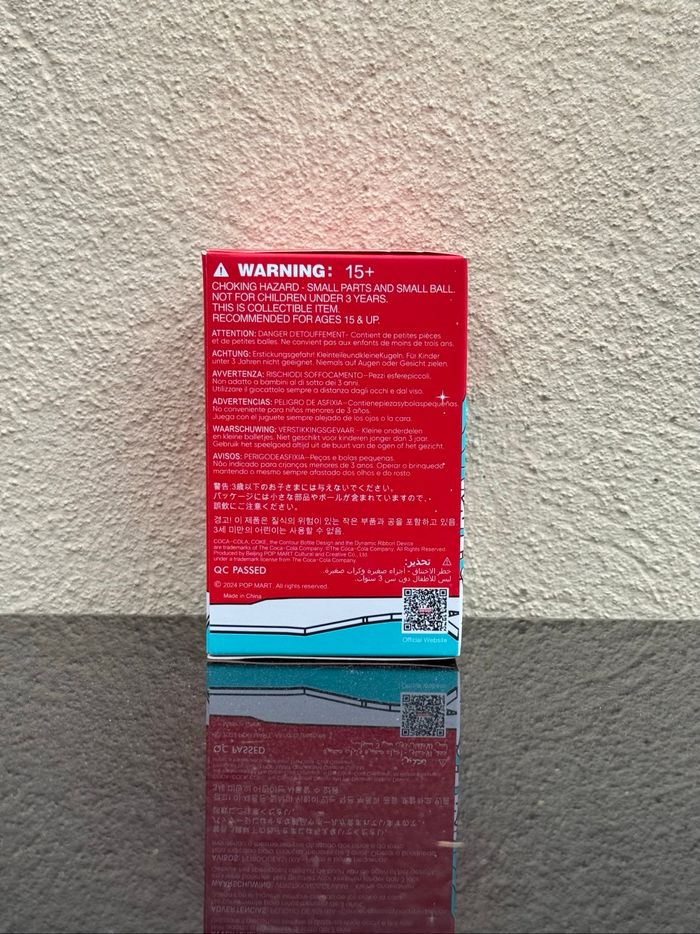 ⚠ WARNING: 15+
CHOKING HAZARD - SMALL PARTS AND SMALL BALL.
NOT FOR CHILDREN UNDER 3 YEARS.
THIS IS COLLECTIBLE ITEM.
RECOMMENDED FOR AGES 15 & UP.
ATTENTION: DANGER D'ETOUFFEMENT- Contient de petites pièces
et de petites balles. Ne convient pas aux enfants de moins de trois ans.
ACHTUNG: Erstickungsgefahr! KleinteileundkleineKugeln. Für Kinder
unter 3 Jahren nicht geeignet. Niemals auf Augen oder Gesicht zielen.
AVVERTENZA: RISCHIODI SOFFOCAMENTO-Pezzi esferepiccoli.
Non adatto a bambini al di sotto dei 3 anni.
Utilizzare il giocattolo sempre a distanza dagli occhi e dal viso.
ADVERTENCIAS: PELIGRO DE ASFIXIA-Contienepiezasybolaspequeñas.
No conveniente para niños menores de 3 años.
Juega con el juguete siempre alejado de los ojos o la cara.
WAARSCHUWING: VERSTIKKINGSGEVAAR - Kleine onderdelen
en kleine balletjes. Niet geschikt voor kinderen jonger dan 3 jaar.
Gebruik het speelgoed altijd uit de buurt van de ogen of het gezicht.
AVISOS: PERIGODEASFIXIA-Peças e bolas pequenas.
Não indicado para crianças menores de 3 anos. Operar o brinquedo
mantendo o mesmo sempre afastado dos olhos e do rosto.
警告:3歳以下のお子さまには与えないでください。
パッケージには小さな部品やボールが含まれていますので、
誤飲にご注意ください。
경고! 이 제품은 질식의 위험이 있는 작은 부품과 공을 포함하고 있음.
3세 미만의 어린이는 사용할 수 없음.
COCA-COLA, COKE, the Contour Bottle Design and the Dynamic Ribbon Device
are trademarks of The Coca-Cola Company. ©The Coca-Cola Company. All Rights Reserved.
Produced by Beijing POP MART Cultural and Creative Co., Ltd.
under a trademark license from The Coca-Cola Company.
⚠ تحذير:
خطر الاختناق - أجزاء صغيرة وكرات صغيرة.
ليس للأطفال دون سن 3 سنوات.
QC PASSED
© 2024 POP MART. All rights reserved.
Made in China
Official Website